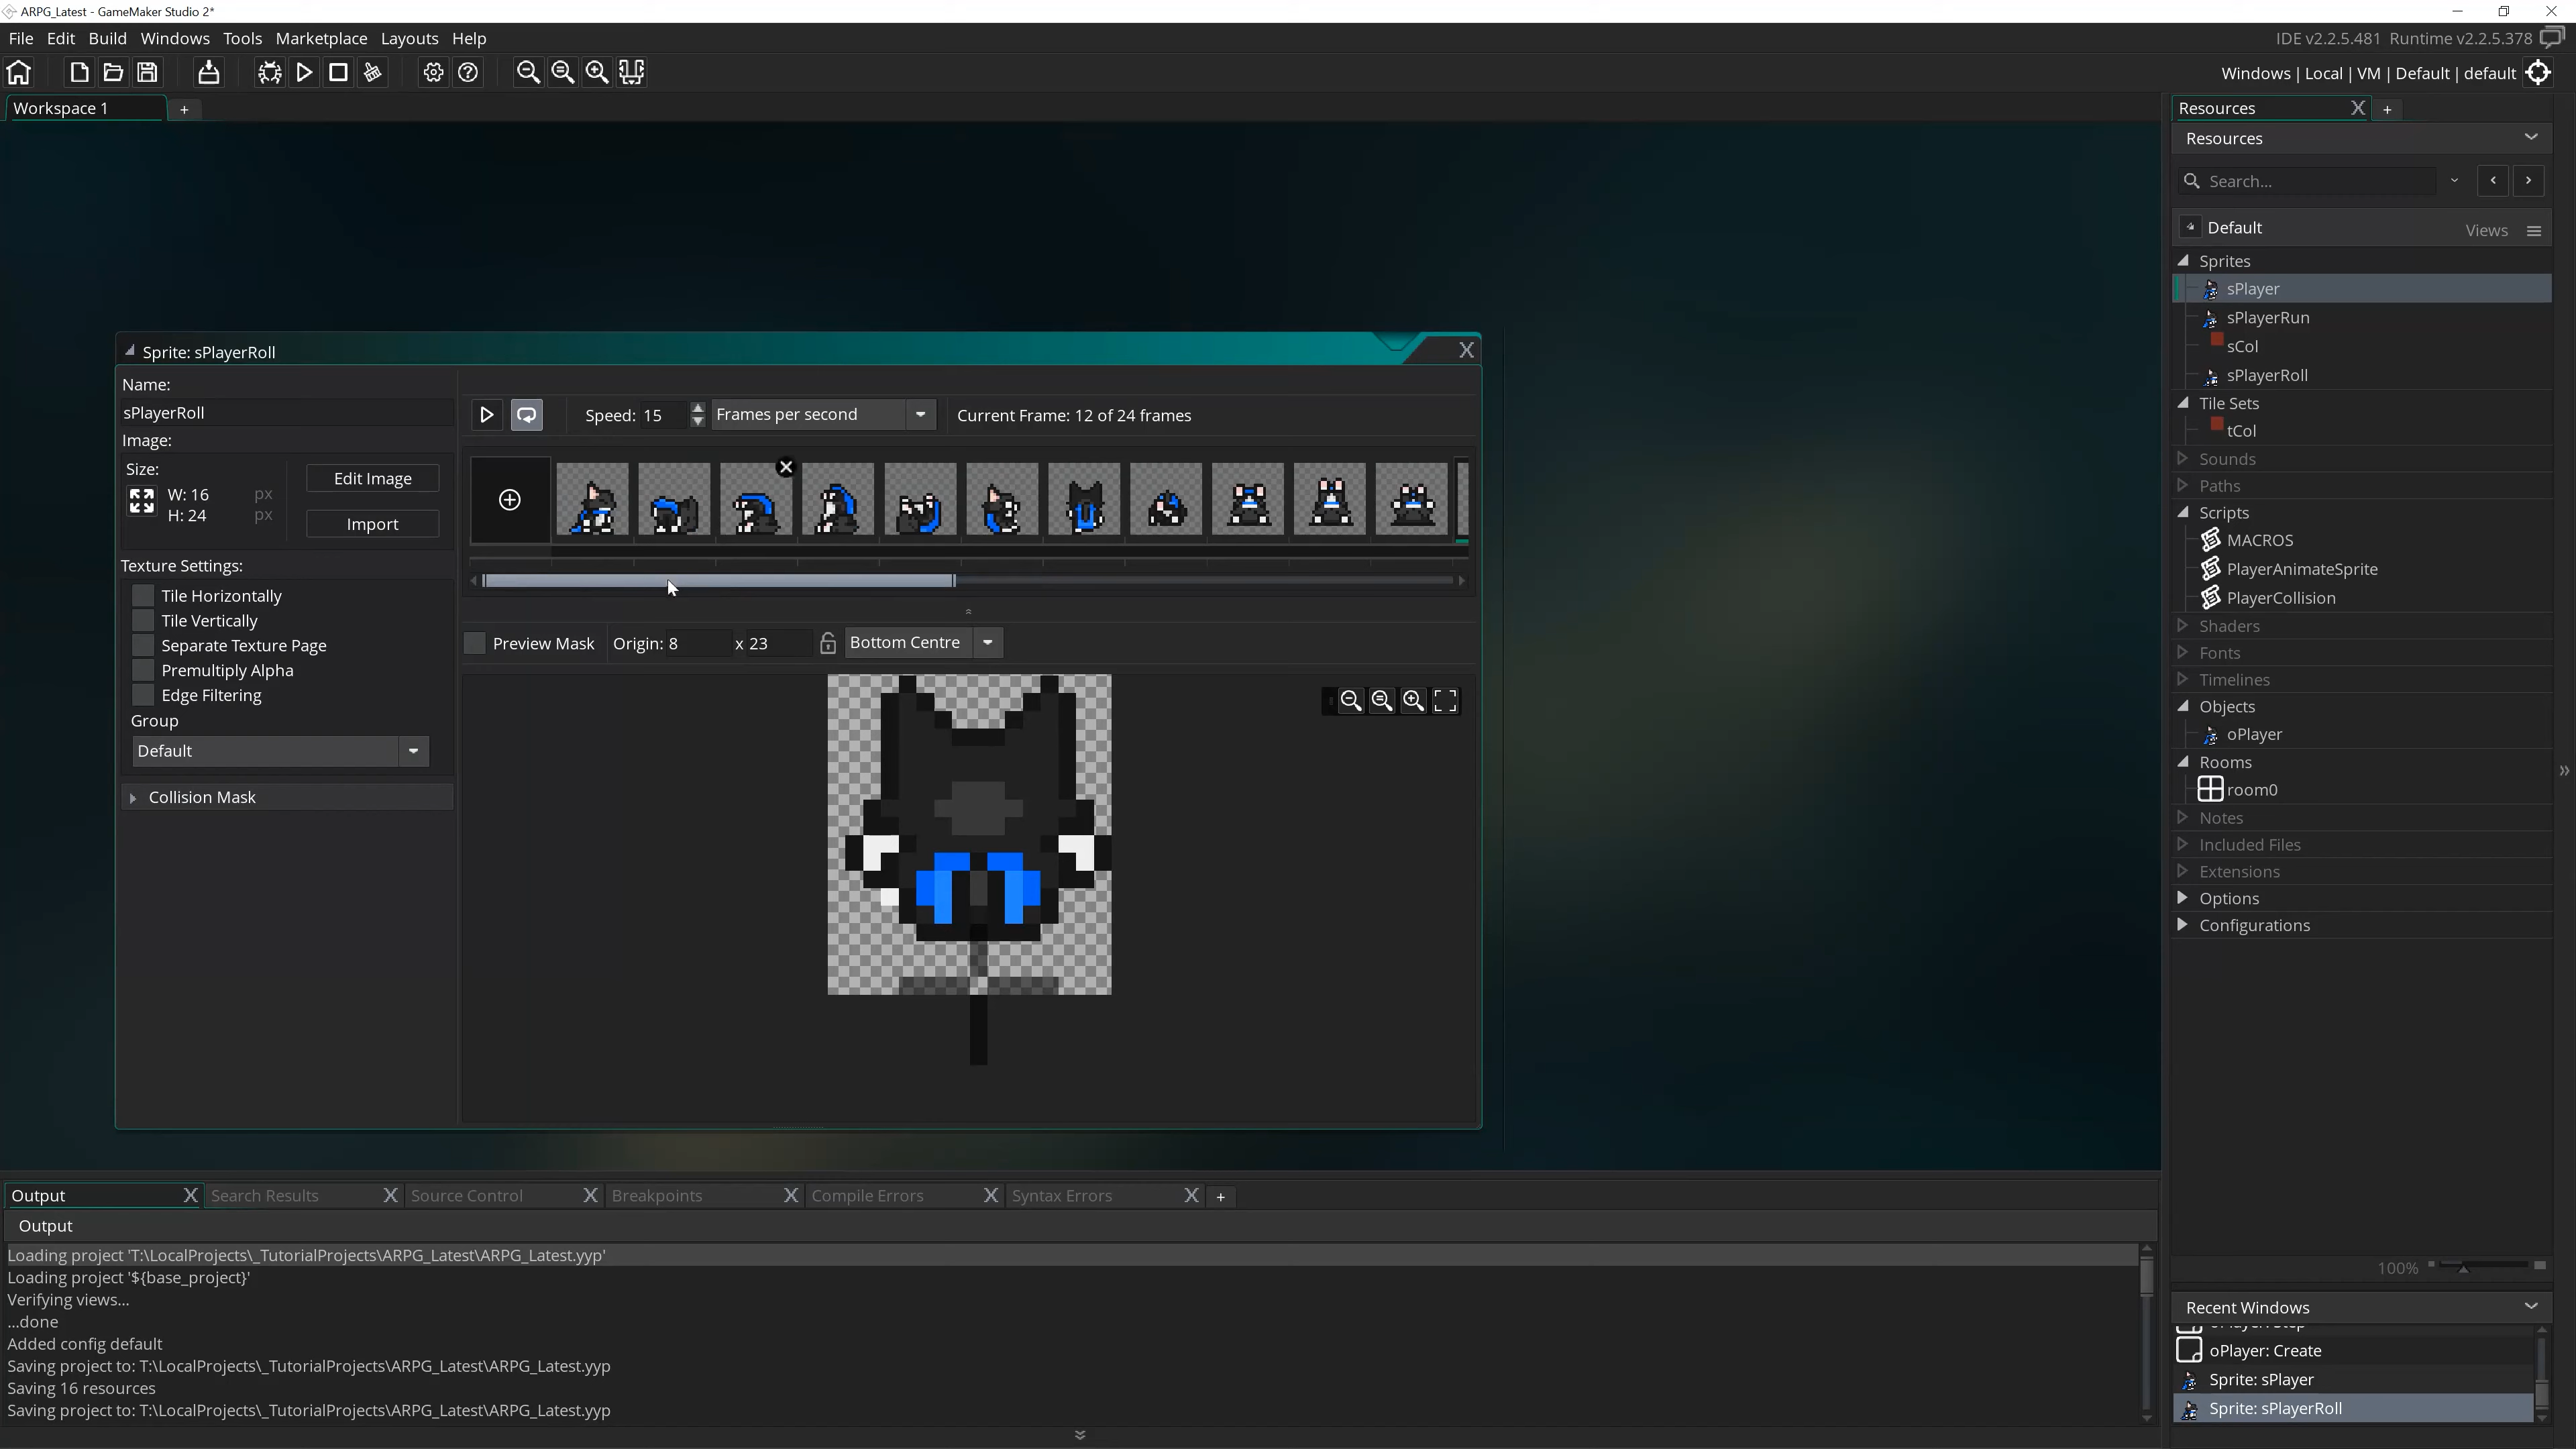 ARPG_Latest - GameMaker Studio 2*
File Edit Build Windows Tools Marketplace Layouts Help
IDE v2.2.5.481 Runtime v2.2.5.378
Windows | Local | VM | Default | default
Workspace 1
Resources
Resources
Search...
Default
Views
Sprites
sPlayer
sPlayerRun
sCol
sPlayerRoll
Tile Sets
tCol
Sounds
Paths
Scripts
MACROS
PlayerAnimateSprite
PlayerCollision
Shaders
Fonts
Timelines
Objects
oPlayer
Rooms
room0
Notes
Included Files
Extensions
Options
Configurations
100%
Recent Windows
oPlayer: Step
oPlayer: Create
Sprite: sPlayer
Sprite: sPlayerRoll
Sprite: sPlayerRoll
Name:
sPlayerRoll
Image:
Size:
W: 16 px
H: 24 px
Edit Image
Import
Texture Settings:
Tile Horizontally
Tile Vertically
Separate Texture Page
Premultiply Alpha
Edge Filtering
Group
Default
Collision Mask
Speed: 15 Frames per second Current Frame: 12 of 24 frames
Preview Mask Origin: 8 x 23 Bottom Centre
Output Search Results Source Control Breakpoints Compile Errors Syntax Errors
Output
Loading project 'T:\LocalProjects\_TutorialProjects\ARPG_Latest\ARPG_Latest.yyp'
Loading project '${base_project}'
Verifying views...
...done
Added config default
Saving project to: T:\LocalProjects\_TutorialProjects\ARPG_Latest\ARPG_Latest.yyp
Saving 16 resources
Saving project to: T:\LocalProjects\_TutorialProjects\ARPG_Latest\ARPG_Latest.yyp